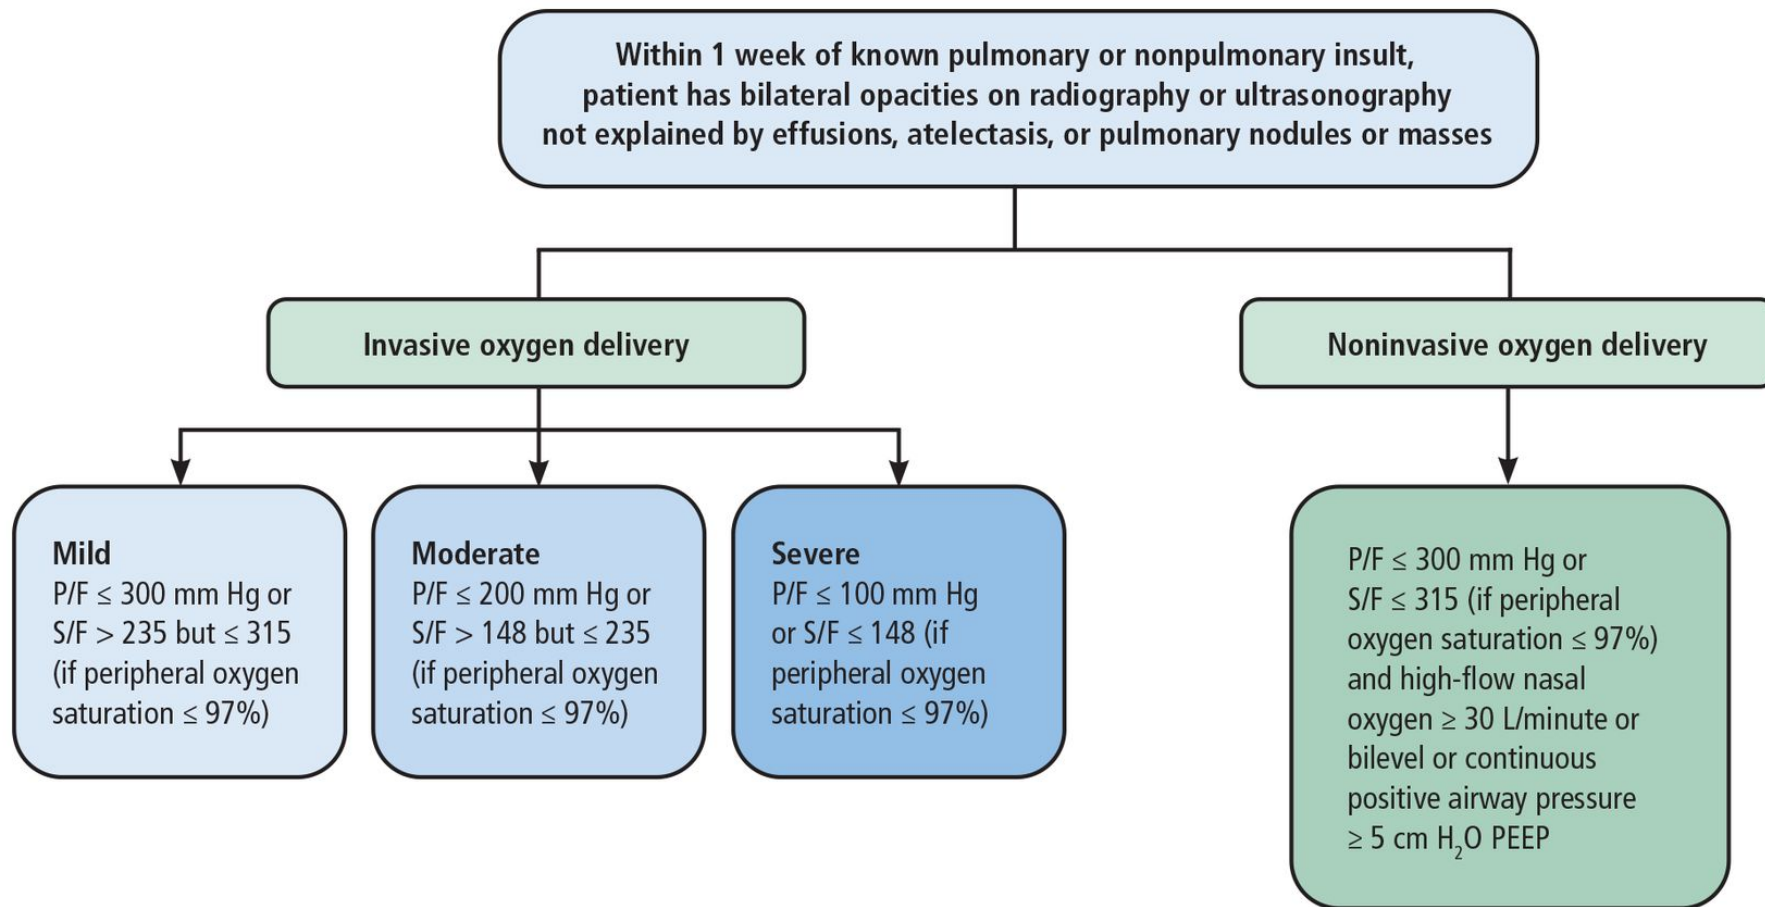 Within 1 week of known pulmonary or nonpulmonary insult,
patient has bilateral opacities on radiography or ultrasonography
not explained by effusions, atelectasis, or pulmonary nodules or masses
Invasive oxygen delivery
Noninvasive oxygen delivery
Mild
P/F ≤ 300 mm Hg or
S/F > 235 but ≤ 315
(if peripheral oxygen
saturation ≤ 97%)
Moderate
P/F ≤ 200 mm Hg or
S/F > 148 but ≤ 235
(if peripheral oxygen
saturation ≤ 97%)
Severe
P/F ≤ 100 mm Hg
or S/F ≤ 148 (if
peripheral oxygen
saturation ≤ 97%)
P/F ≤ 300 mm Hg or
S/F ≤ 315 (if peripheral
oxygen saturation ≤ 97%)
and high-flow nasal
oxygen ≥ 30 L/minute or
bilevel or continuous
positive airway pressure
≥ 5 cm H₂O PEEP